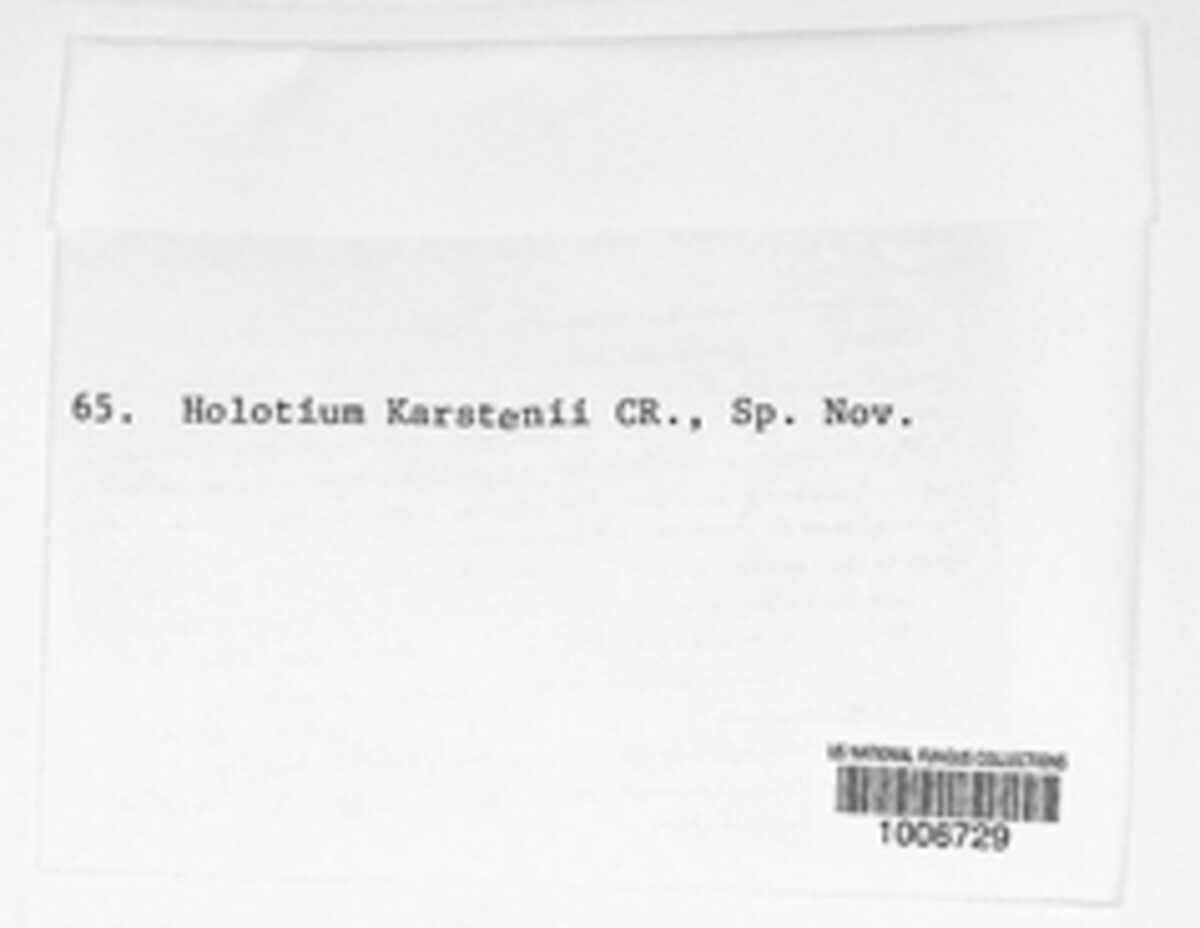 65. Holotium Karstenii CR., Sp. Nov.
US NATIONAL FUNGUS COLLECTIONS
1006729